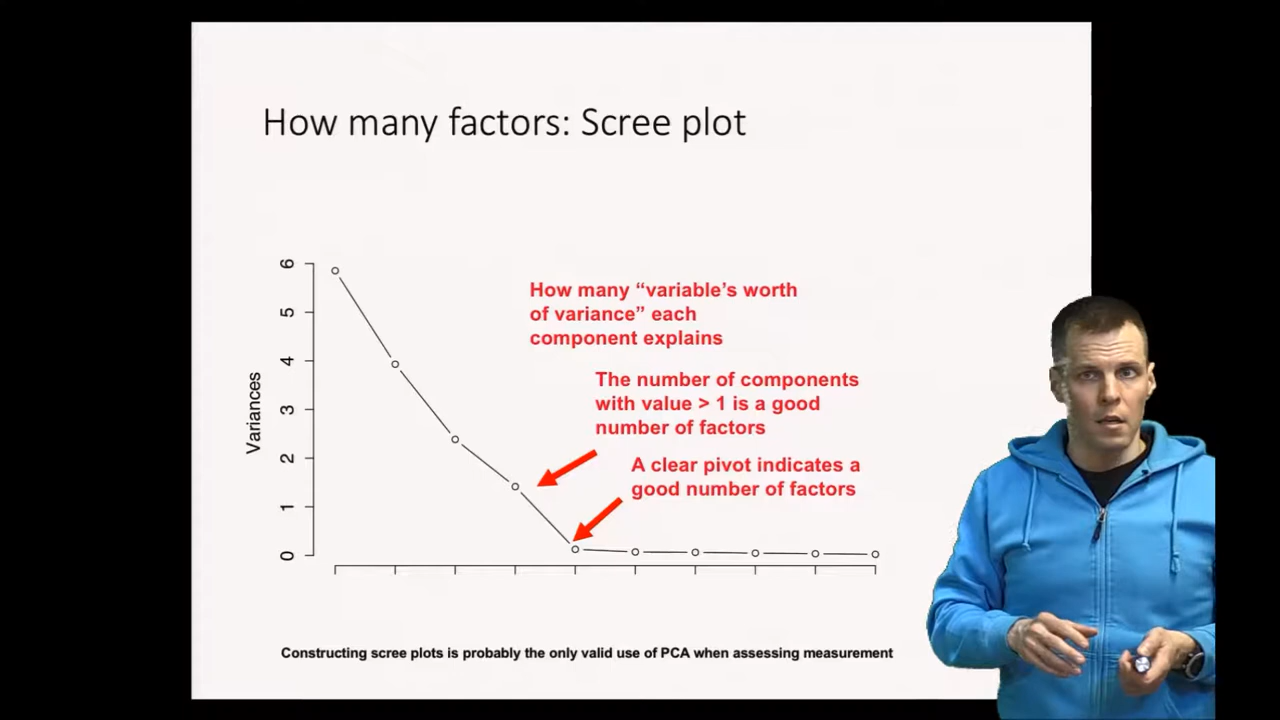 How many factors: Scree plot
6
5
4
3
2
1
0
Variances
How many “variable’s worth
of variance” each
component explains
The number of components
with value > 1 is a good
number of factors
A clear pivot indicates a
good number of factors
Constructing scree plots is probably the only valid use of PCA when assessing measurement